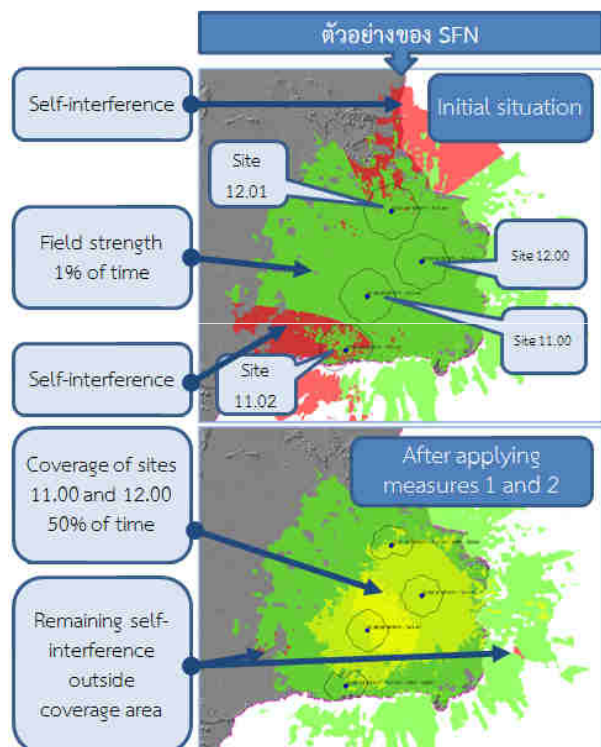 ตัวอย่างของ SFN
Self-interference
Initial situation
Site
12.01
Field strength
1% of time
Site 12.00
Site 11.00
Self-interference
Site
11.02
Coverage of sites
11.00 and 12.00
50% of time
After applying
measures 1 and 2
Remaining self-
interference
outside
coverage area